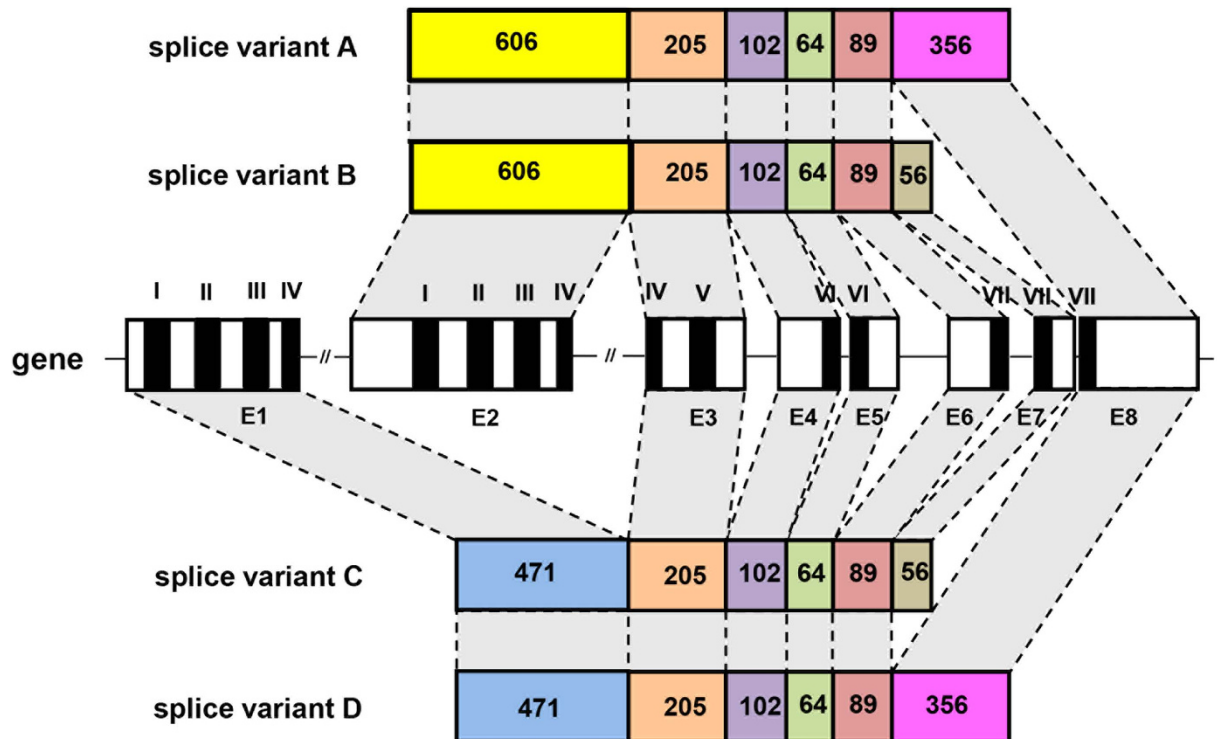 splice variant A 606 205 102 64 89 356
splice variant B 606 205 102 64 89 56
I II III IV I II III IV IV V VI VI VII VII VII
gene // //
E1 E2 E3 E4 E5 E6 E7 E8
splice variant C 471 205 102 64 89 56
splice variant D 471 205 102 64 89 356